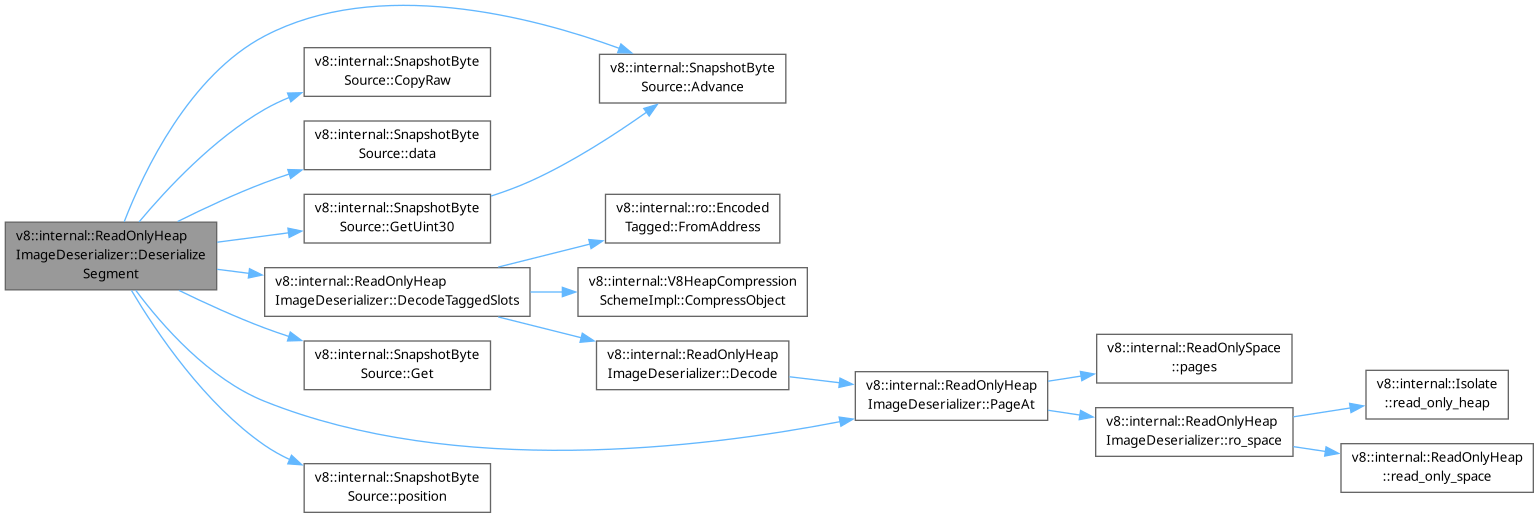 v8::internal::ReadOnlyHeap
ImageDeserializer::Deserialize
Segment
v8::internal::SnapshotByte
Source::CopyRaw
v8::internal::SnapshotByte
Source::data
v8::internal::SnapshotByte
Source::GetUint30
v8::internal::ReadOnlyHeap
ImageDeserializer::DecodeTaggedSlots
v8::internal::SnapshotByte
Source::Get
v8::internal::SnapshotByte
Source::position
v8::internal::SnapshotByte
Source::Advance
v8::internal::ro::Encoded
Tagged::FromAddress
v8::internal::V8HeapCompression
SchemeImpl::CompressObject
v8::internal::ReadOnlyHeap
ImageDeserializer::Decode
v8::internal::ReadOnlyHeap
ImageDeserializer::PageAt
v8::internal::ReadOnlySpace
::pages
v8::internal::ReadOnlyHeap
ImageDeserializer::ro_space
v8::internal::Isolate
::read_only_heap
v8::internal::ReadOnlyHeap
::read_only_space